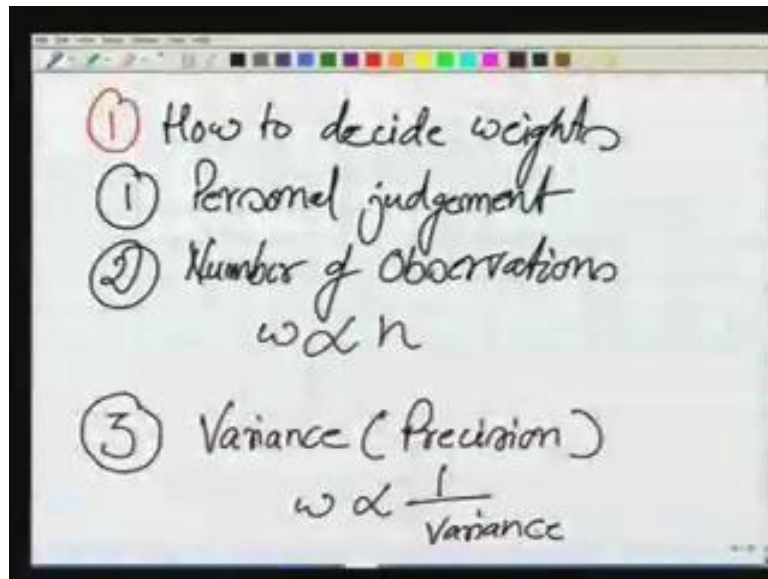 ① How to decide weights
① Personal judgement
② Number of Observations
w ∝ n
③ Variance (Precision)
w ∝ 1/Variance